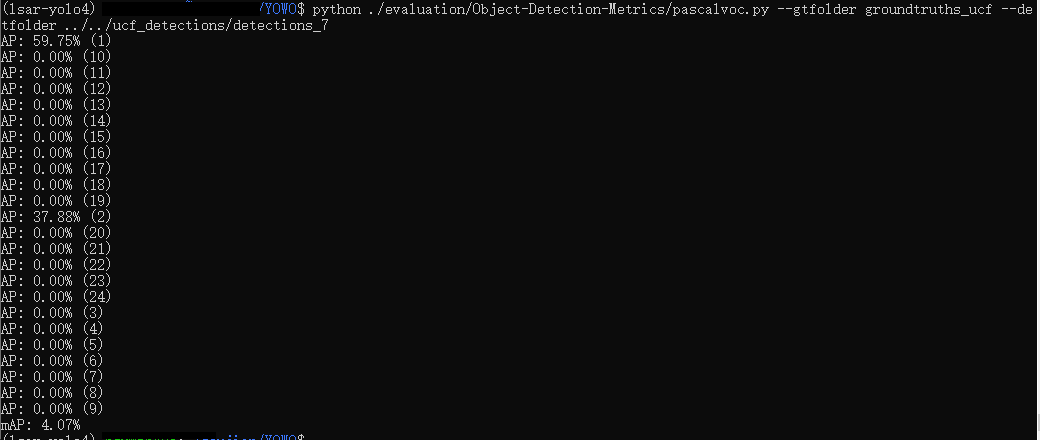 (lsar-yolo4) /YOWO$ python ./evaluation/Object-Detection-Metrics/pascalvoc.py --gtfolder groundtruths_ucf --de
tfolder ../../ucf_detections/detections_7
AP: 59.75% (1)
AP: 0.00% (10)
AP: 0.00% (11)
AP: 0.00% (12)
AP: 0.00% (13)
AP: 0.00% (14)
AP: 0.00% (15)
AP: 0.00% (16)
AP: 0.00% (17)
AP: 0.00% (18)
AP: 0.00% (19)
AP: 37.88% (2)
AP: 0.00% (20)
AP: 0.00% (21)
AP: 0.00% (22)
AP: 0.00% (23)
AP: 0.00% (24)
AP: 0.00% (3)
AP: 0.00% (4)
AP: 0.00% (5)
AP: 0.00% (6)
AP: 0.00% (7)
AP: 0.00% (8)
AP: 0.00% (9)
mAP: 4.07%
(lsar-yolo4) /YOWO$